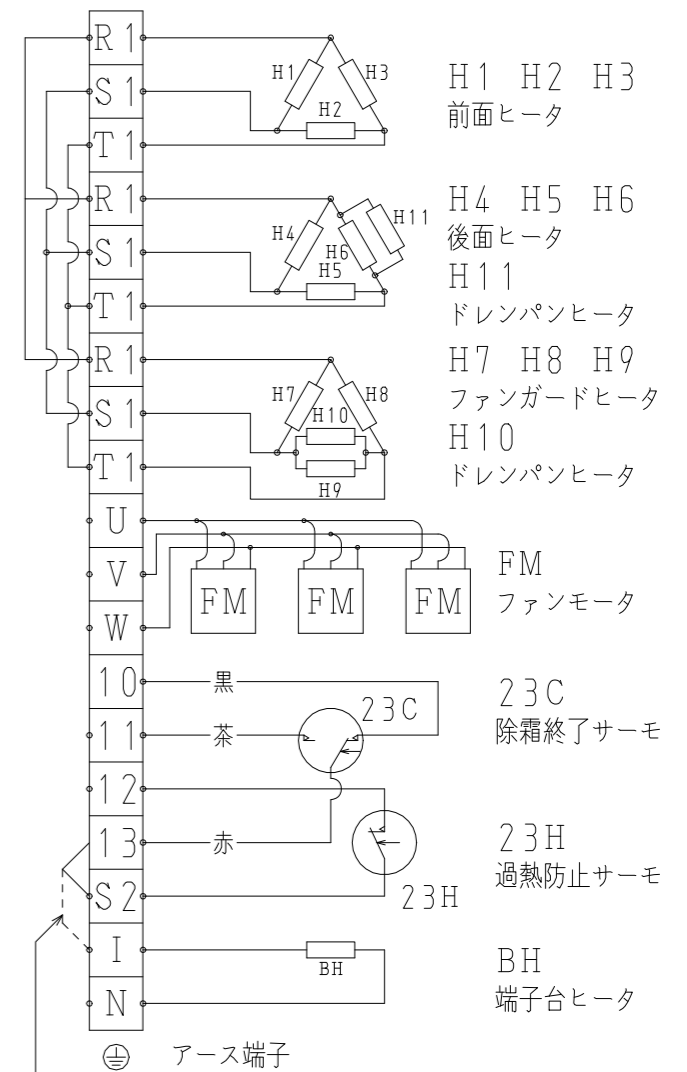 R1
H1 H3
H1 H2 H3
S1
H2
前面ヒータ
T1
R1
H4 H5 H6
H11
H4
H6
後面ヒータ
S1
H5
H11
T1
ドレンパンヒータ
R1
H7 H8 H9
H7 H8
ファンガードヒータ
S1
H10
H10
T1
ドレンパンヒータ
H9
U
V
FM
FM FM FM
ファンモータ
W
10
黒
23C
23C
11
茶
除霜終了サーモ
12
13
赤
23H
過熱防止サーモ
S2
23H
I
BH
BH
N
端子台ヒータ
アース端子